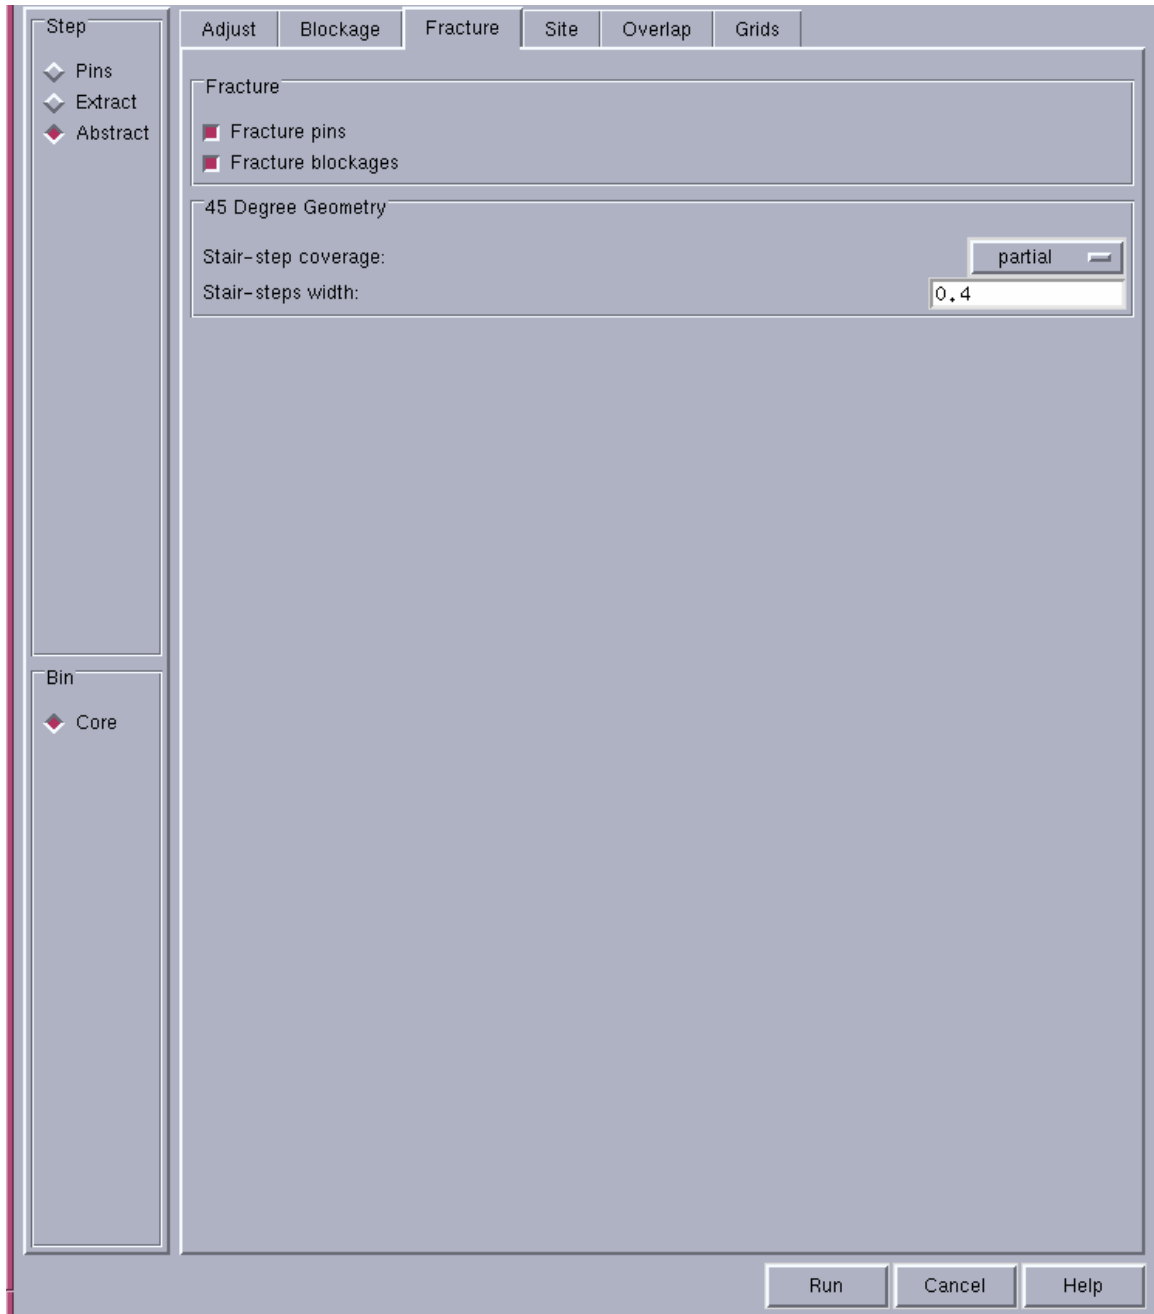 Step
Pins
Extract
Abstract
Bin
Core
Adjust Blockage Fracture Site Overlap Grids
Fracture
Fracture pins
Fracture blockages
45 Degree Geometry
Stair-step coverage: partial
Stair-steps width: 0.4
Run Cancel Help